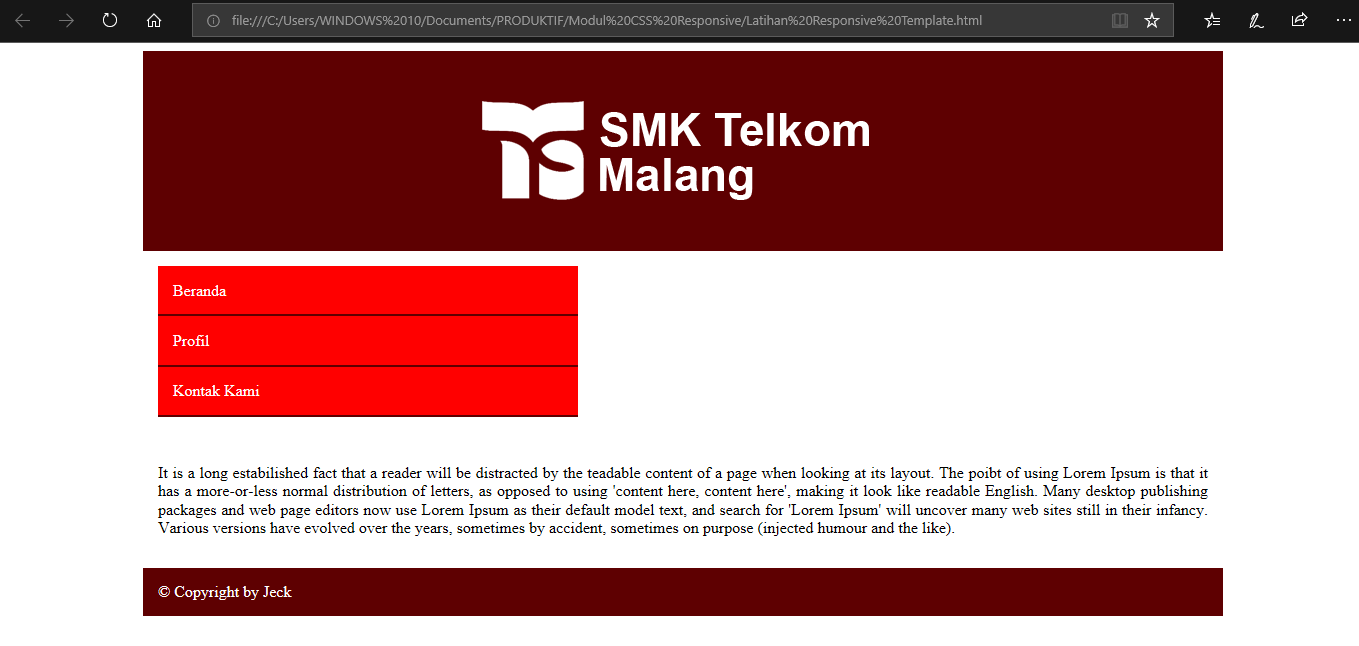 file:///C:/Users/WINDOWS%2010/Documents/PRODUKTIF/Modul%20CSS%20Responsive/Latihan%20Responsive%20Template.html
SMK Telkom
Malang
Beranda
Profil
Kontak Kami
It is a long estabilished fact that a reader will be distracted by the teadable content of a page when looking at its layout. The poibt of using Lorem Ipsum is that it
has a more-or-less normal distribution of letters, as opposed to using 'content here, content here', making it look like readable English. Many desktop publishing
packages and web page editors now use Lorem Ipsum as their default model text, and search for 'Lorem Ipsum' will uncover many web sites still in their infancy.
Various versions have evolved over the years, sometimes by accident, sometimes on purpose (injected humour and the like).
© Copyright by Jeck